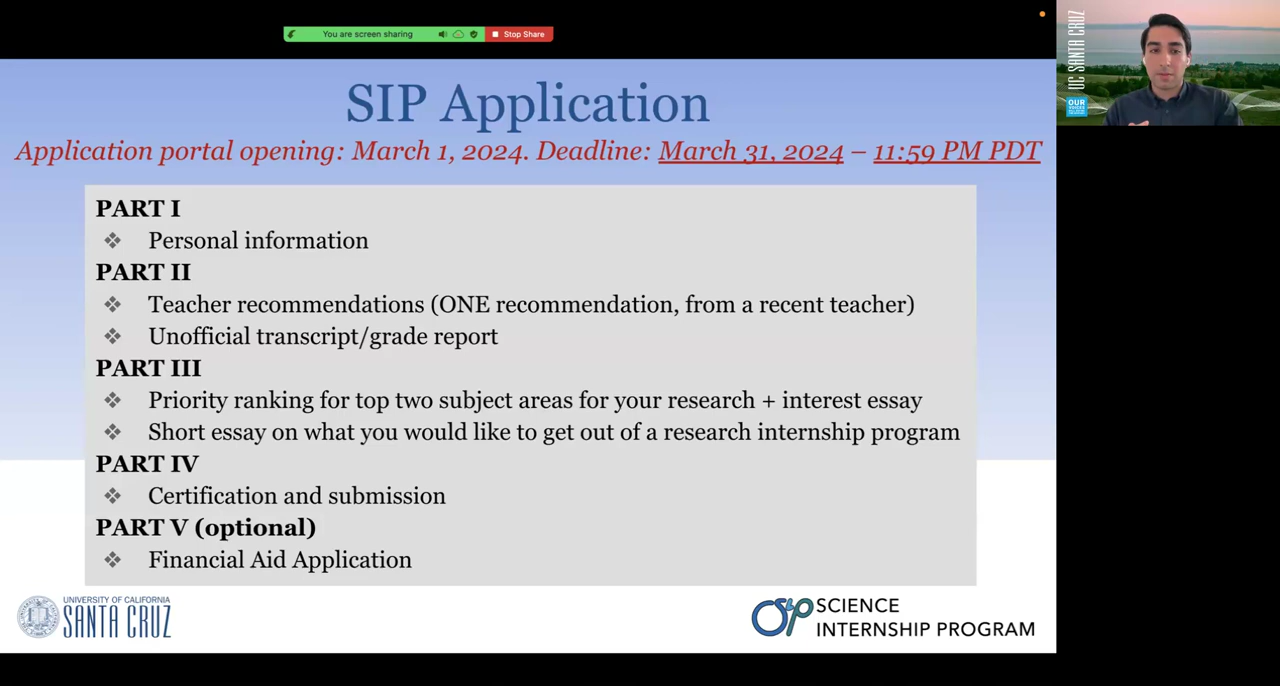 You are screen sharing
Stop Share
UC SANTA CRUZ
OUR
SIP Application
Application portal opening: March 1, 2024. Deadline: March 31, 2024 – 11:59 PM PDT
PART I
❖ Personal information
PART II
❖ Teacher recommendations (ONE recommendation, from a recent teacher)
❖ Unofficial transcript/grade report
PART III
❖ Priority ranking for top two subject areas for your research + interest essay
❖ Short essay on what you would like to get out of a research internship program
PART IV
❖ Certification and submission
PART V (optional)
❖ Financial Aid Application
UNIVERSITY OF CALIFORNIA
SANTA CRUZ
SIP SCIENCE
INTERNSHIP PROGRAM